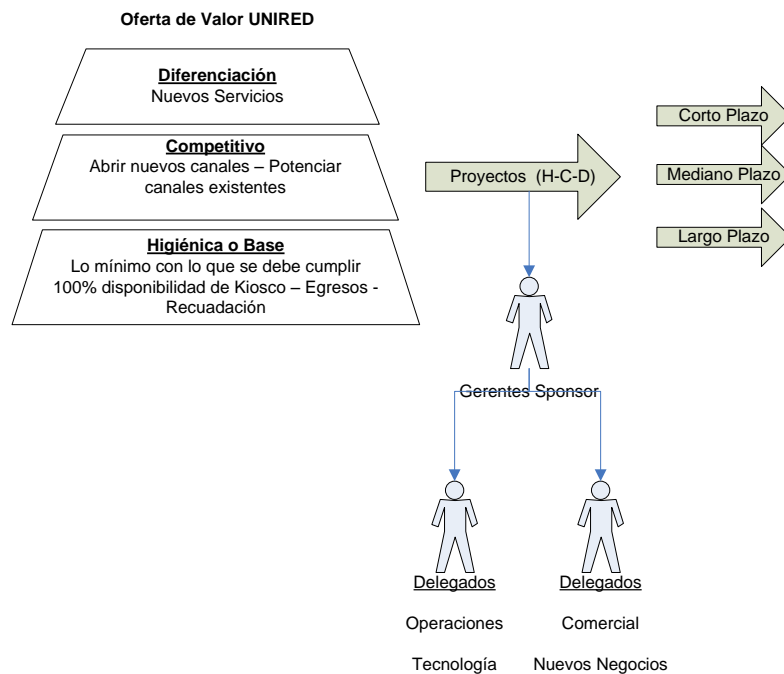 Oferta de Valor UNIRED
Diferenciación
Nuevos Servicios
Competitivo
Abrir nuevos canales – Potenciar
canales existentes
Higiénica o Base
Lo mínimo con lo que se debe cumplir
100% disponibilidad de Kiosco – Egresos -
Recuadación
Proyectos (H-C-D)
Corto Plazo
Mediano Plazo
Largo Plazo
Gerentes Sponsor
Delegados
Operaciones
Tecnología
Delegados
Comercial
Nuevos Negocios